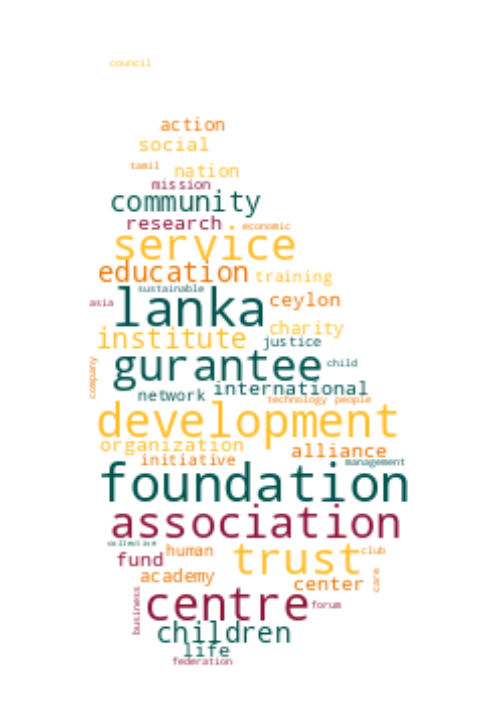 council
action
social
tamil nation
mission
community
research economic
service
education training
sustainable
asia lanka ceylon
institute charity
justice
company gurantee child
network international
technology people
development
organization alliance
initiative management
foundation
association
collective
fund human trust club
academy center care
business centre forum
children
life
federation